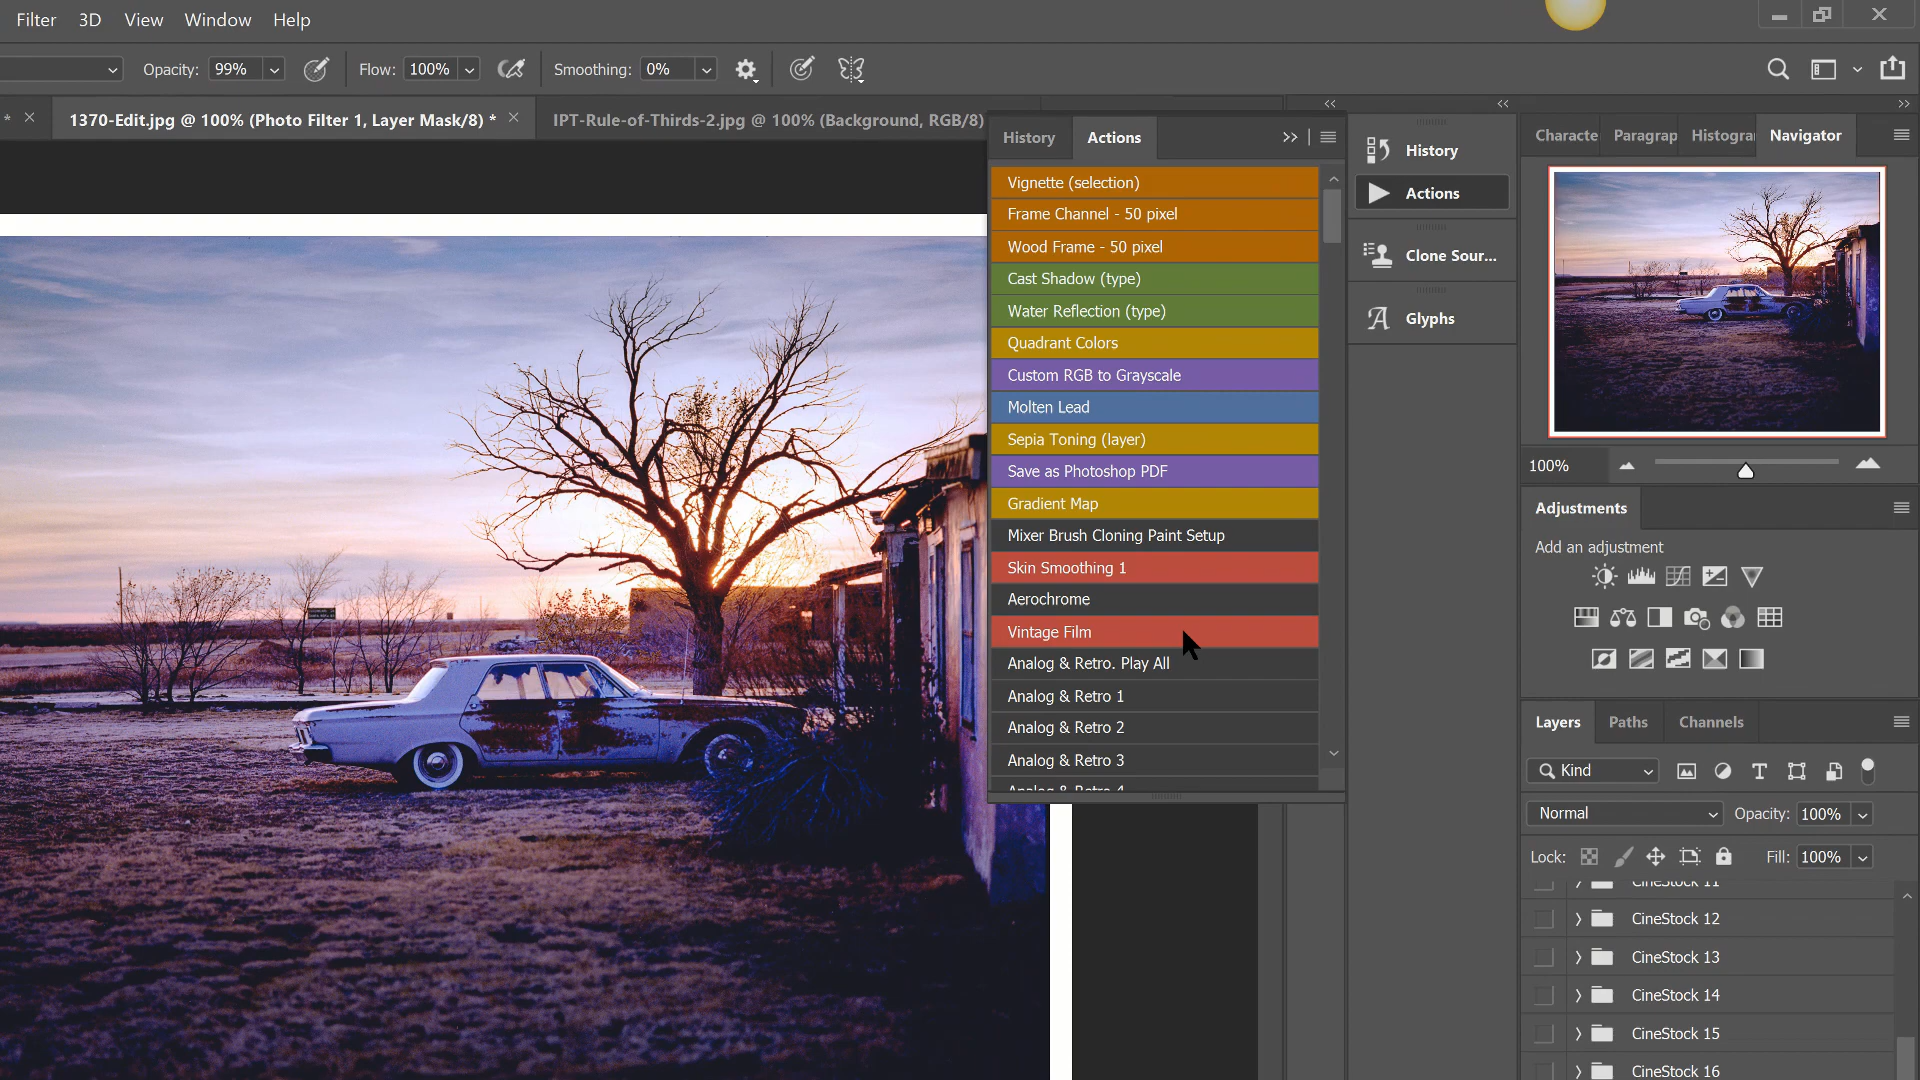 Filter 3D View Window Help
Opacity: 99% Flow: 100% Smoothing: 0%
* 1370-Edit.jpg @ 100% (Photo Filter 1, Layer Mask/8) * IPT-Rule-of-Thirds-2.jpg @ 100% (Background, RGB/8)
History Actions
Vignette (selection)
Frame Channel - 50 pixel
Wood Frame - 50 pixel
Cast Shadow (type)
Water Reflection (type)
Quadrant Colors
Custom RGB to Grayscale
Molten Lead
Sepia Toning (layer)
Save as Photoshop PDF
Gradient Map
Mixer Brush Cloning Paint Setup
Skin Smoothing 1
Aerochrome
Vintage Film
Analog & Retro. Play All
Analog & Retro 1
Analog & Retro 2
Analog & Retro 3
Analog & Retro 4
History
Actions
Clone Sour...
Glyphs
Characte Paragrap Histogra Navigator
100%
Adjustments
Add an adjustment
Layers Paths Channels
Kind
Normal Opacity: 100%
Lock: Fill: 100%
CineStock 11
CineStock 12
CineStock 13
CineStock 14
CineStock 15
CineStock 16